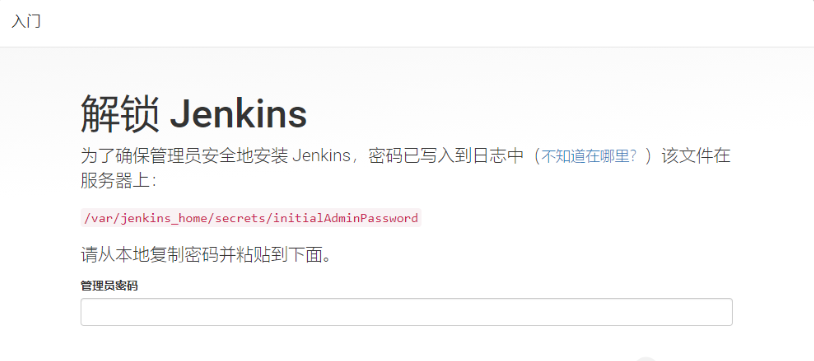 入门
解锁 Jenkins
为了确保管理员安全地安装 Jenkins，密码已写入到日志中（不知道在哪里？）该文件在
服务器上：
/var/jenkins_home/secrets/initialAdminPassword
请从本地复制密码并粘贴到下面。
管理员密码